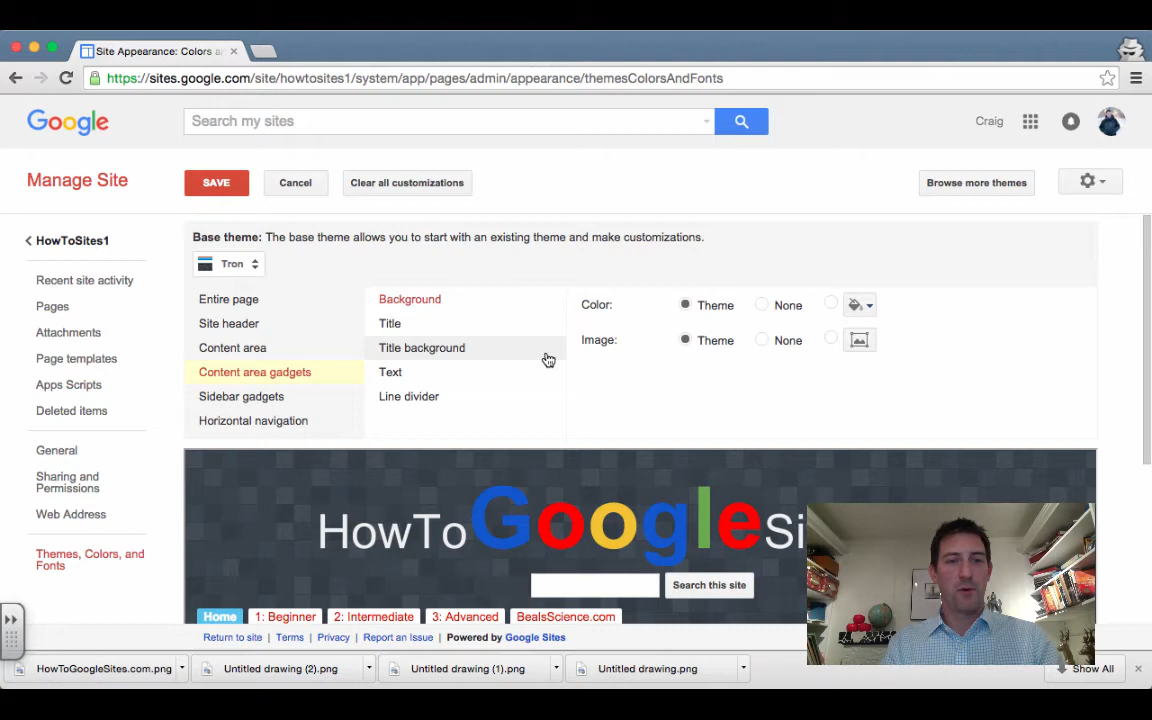 Site Appearance: Colors a
https://sites.google.com/site/howtosites1/system/app/pages/admin/appearance/themesColorsAndFonts
Google
Search my sites
Craig
Manage Site
SAVE
Cancel
Clear all customizations
Browse more themes
HowToSites1
Recent site activity
Pages
Attachments
Page templates
Apps Scripts
Deleted items
General
Sharing and
Permissions
Web Address
Themes, Colors, and
Fonts
Base theme: The base theme allows you to start with an existing theme and make customizations.
Tron
Entire page
Site header
Content area
Content area gadgets
Sidebar gadgets
Horizontal navigation
Background
Title
Title background
Text
Line divider
Color: Theme None
Image: Theme None
HowToGoogleSi
Search this site
Home 1: Beginner 2: Intermediate 3: Advanced BealsScience.com
Return to site Terms Privacy Report an Issue Powered by Google Sites
HowToGoogleSites.com.png Untitled drawing (2).png Untitled drawing (1).png Untitled drawing.png Show All